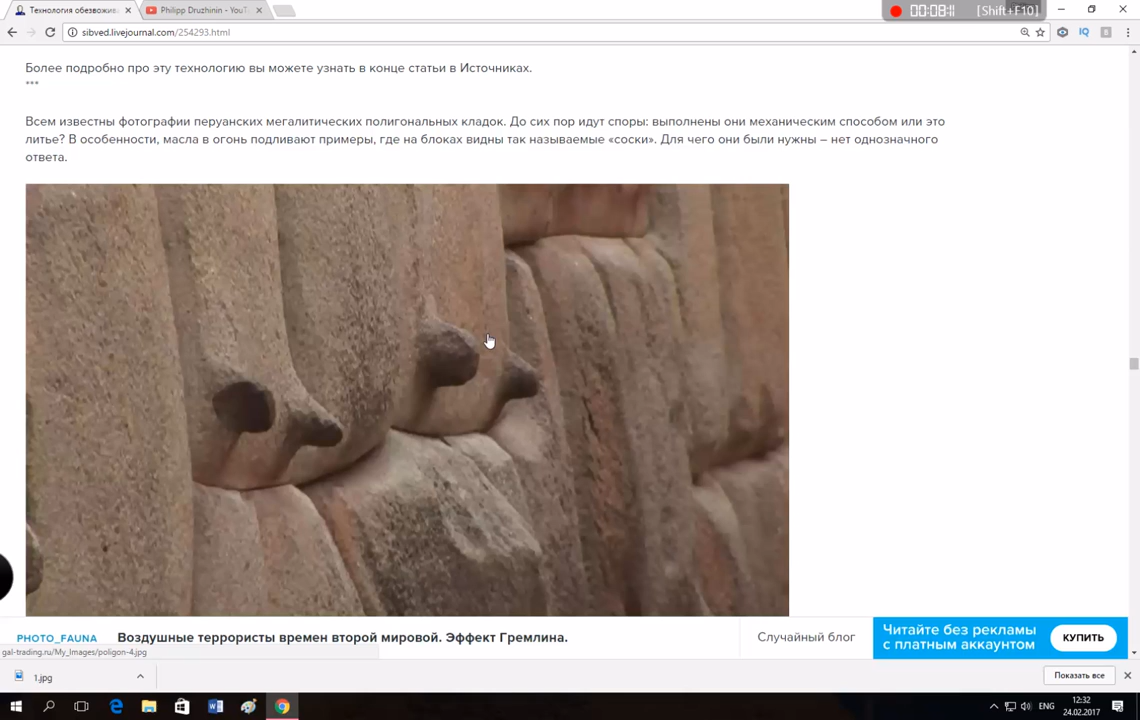 Технология обезвожив
Philipp Druzhinin - YouT
00:08:11 [Shift+F10]
sibved.livejournal.com/254293.html
Более подробно про эту технологию вы можете узнать в конце статьи в Источниках.
***
Всем известны фотографии перуанских мегалитических полигональных кладок. До сих пор идут споры: выполнены они механическим способом или это
литье? В особенности, масла в огонь подливают примеры, где на блоках видны так называемые «соски». Для чего они были нужны – нет однозначного
ответа.
PHOTO_FAUNA Воздушные террористы времен второй мировой. Эффект Гремлина. Случайный блог
Читайте без рекламы
с платным аккаунтом
КУПИТЬ
gal-trading.ru/My_Images/poligon-4.jpg
1.jpg
Показать все
ENG
12:32
24.02.2017